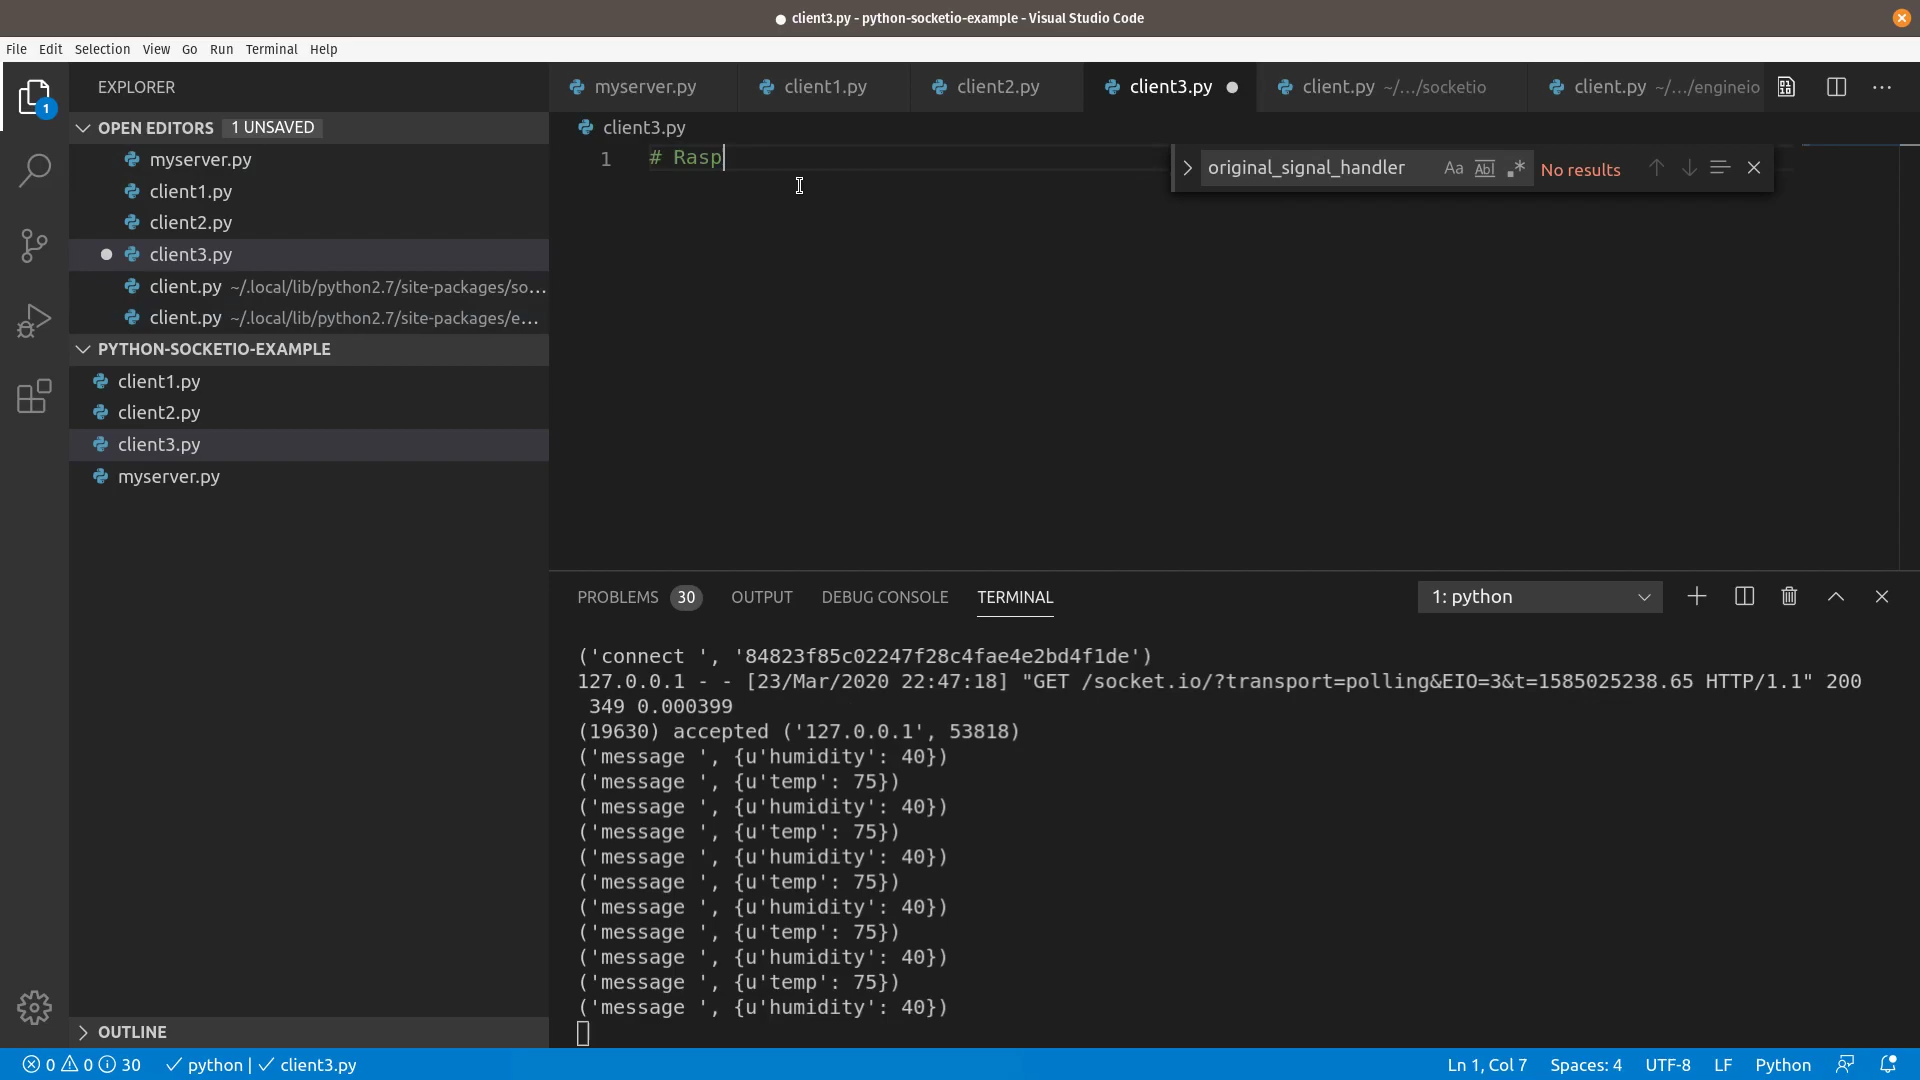 client3.py - python-socketio-example - Visual Studio Code
File Edit Selection View Go Run Terminal Help
EXPLORER
OPEN EDITORS 1 UNSAVED
myserver.py
client1.py
client2.py
client3.py
client.py ~/.local/lib/python2.7/site-packages/so...
client.py ~/.local/lib/python2.7/site-packages/e...
PYTHON-SOCKETIO-EXAMPLE
client1.py
client2.py
client3.py
myserver.py
OUTLINE
1
myserver.py client1.py client2.py client3.py client.py ~/.../socketio client.py ~/.../engineio
client3.py
1 # Rasp
original_signal_handler Aa Abl .* No results
PROBLEMS 30 OUTPUT DEBUG CONSOLE TERMINAL 1: python
('connect ', '84823f85c02247f28c4fae4e2bd4f1de')
127.0.0.1 - - [23/Mar/2020 22:47:18] "GET /socket.io/?transport=polling&EIO=3&t=1585025238.65 HTTP/1.1" 200
349 0.000399
(19630) accepted ('127.0.0.1', 53818)
('message ', {u'humidity': 40})
('message ', {u'temp': 75})
('message ', {u'humidity': 40})
('message ', {u'temp': 75})
('message ', {u'humidity': 40})
('message ', {u'temp': 75})
('message ', {u'humidity': 40})
('message ', {u'temp': 75})
('message ', {u'humidity': 40})
('message ', {u'temp': 75})
('message ', {u'humidity': 40})
0 0 30 python | client3.py Ln 1, Col 7 Spaces: 4 UTF-8 LF Python